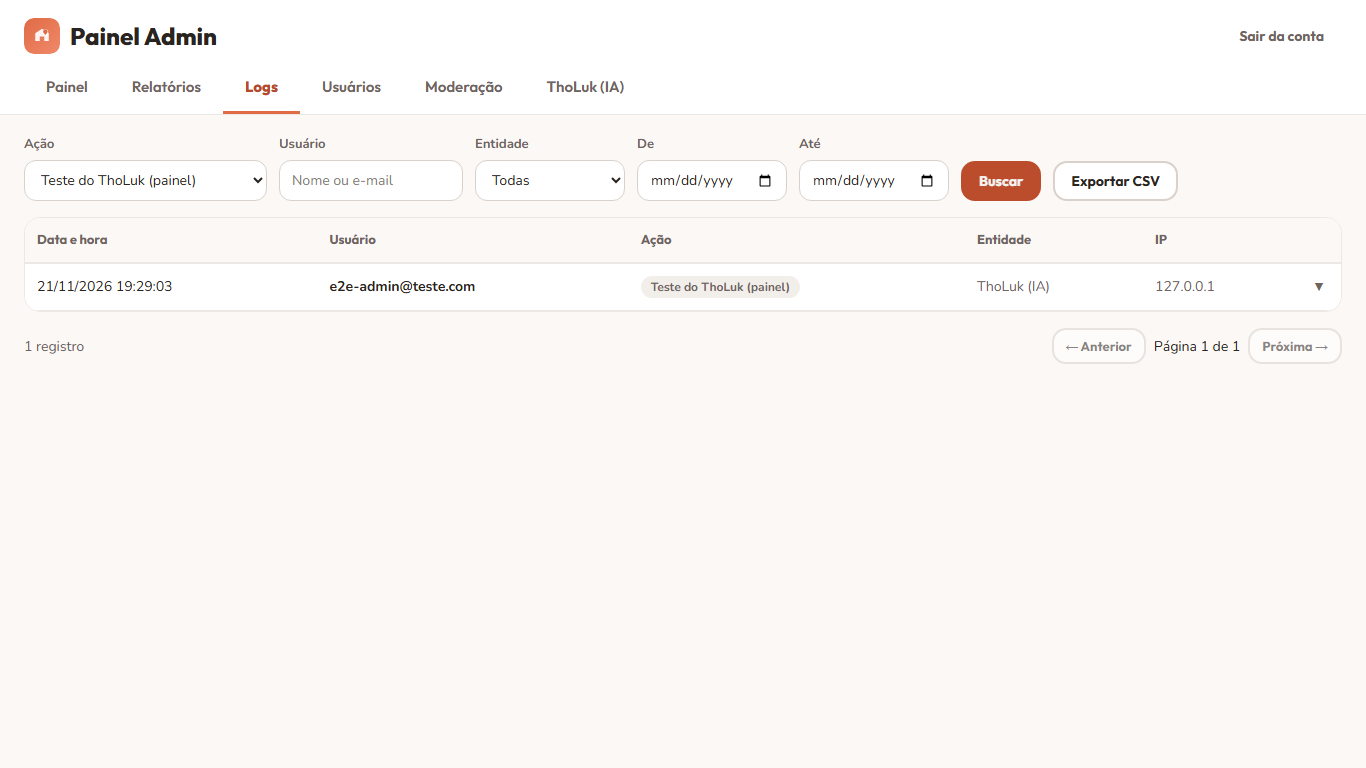 Painel Admin
Sair da conta
Painel Relatórios Logs Usuários Moderação ThoLuk (IA)
Ação Usuário Entidade De Até
Teste do ThoLuk (painel) Nome ou e-mail Todas mm/dd/yyyy mm/dd/yyyy Buscar Exportar CSV
Data e hora Usuário Ação Entidade IP
21/11/2026 19:29:03 e2e-admin@teste.com Teste do ThoLuk (painel) ThoLuk (IA) 127.0.0.1 ▼
1 registro ← Anterior Página 1 de 1 Próxima →